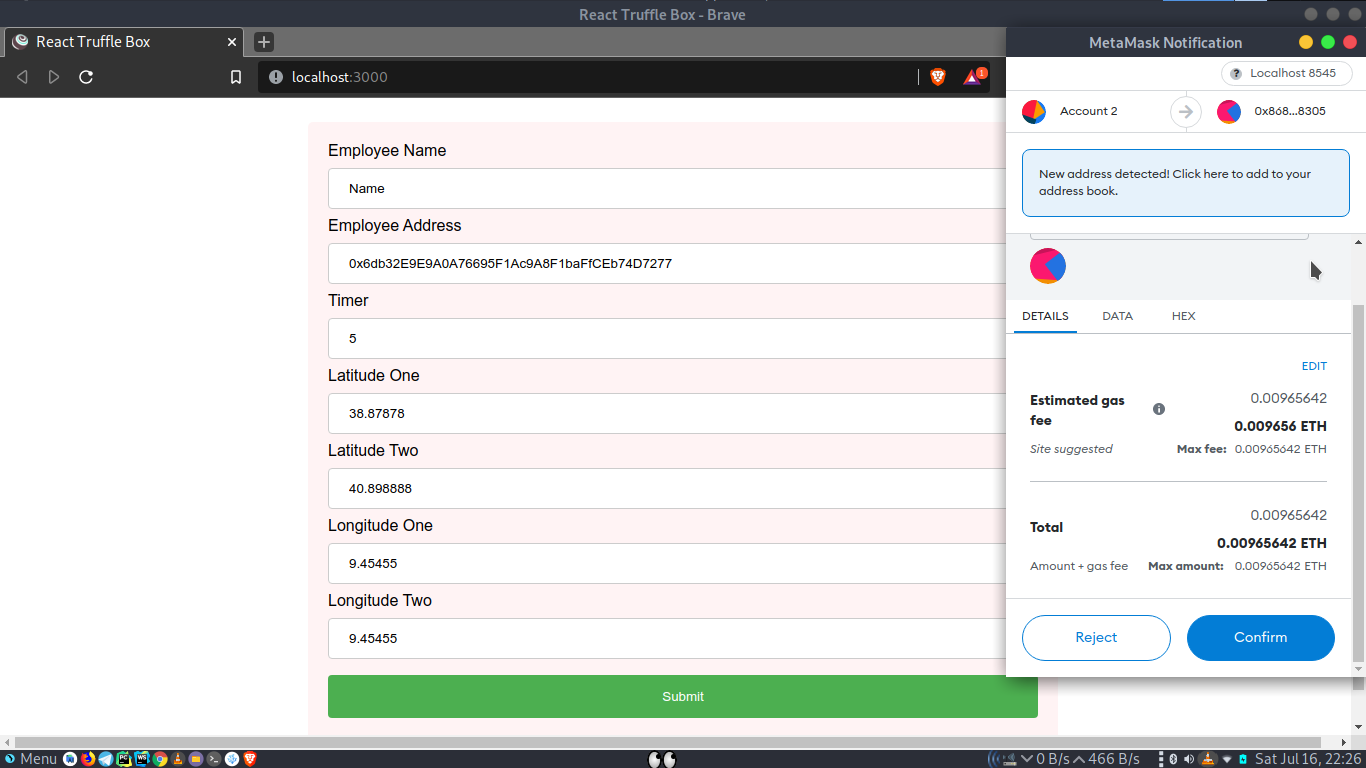 React Truffle Box - Brave
React Truffle Box
localhost:3000
1
Employee Name
Name
Employee Address
0x6db32E9E9A0A76695F1Ac9A8F1baFfCEb74D7277
Timer
5
Latitude One
38.87878
Latitude Two
40.898888
Longitude One
9.45455
Longitude Two
9.45455
Submit
MetaMask Notification
Localhost 8545
Account 2
0x868...8305
New address detected! Click here to add to your
address book.
DETAILS DATA HEX
EDIT
Estimated gas
fee
0.00965642
0.009656 ETH
Site suggested
Max fee: 0.00965642 ETH
Total
0.00965642
0.00965642 ETH
Amount + gas fee
Max amount: 0.00965642 ETH
Reject
Confirm
Menu
PC
WS
0 B/s 466 B/s
Sat Jul 16, 22:26